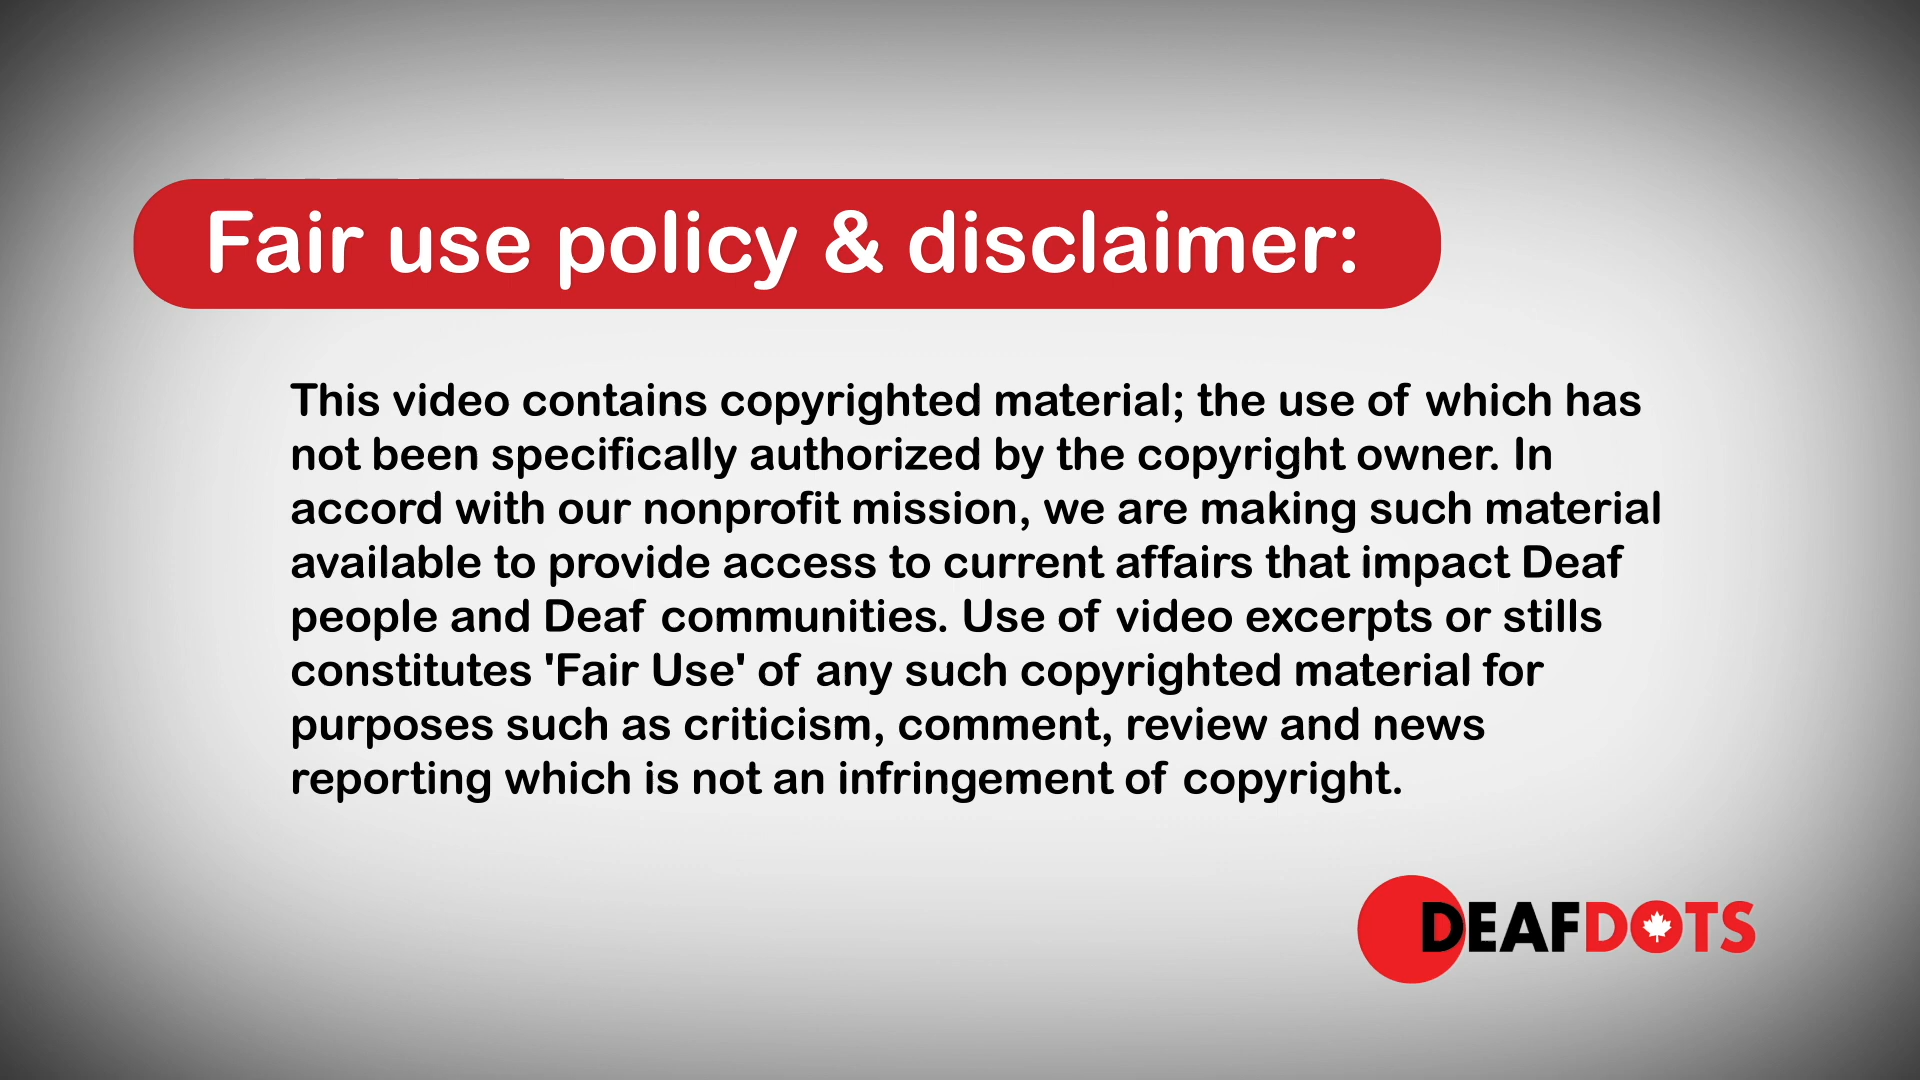 Fair use policy & disclaimer:
This video contains copyrighted material; the use of which has
not been specifically authorized by the copyright owner. In
accord with our nonprofit mission, we are making such material
available to provide access to current affairs that impact Deaf
people and Deaf communities. Use of video excerpts or stills
constitutes 'Fair Use' of any such copyrighted material for
purposes such as criticism, comment, review and news
reporting which is not an infringement of copyright.
DEAFDOTS